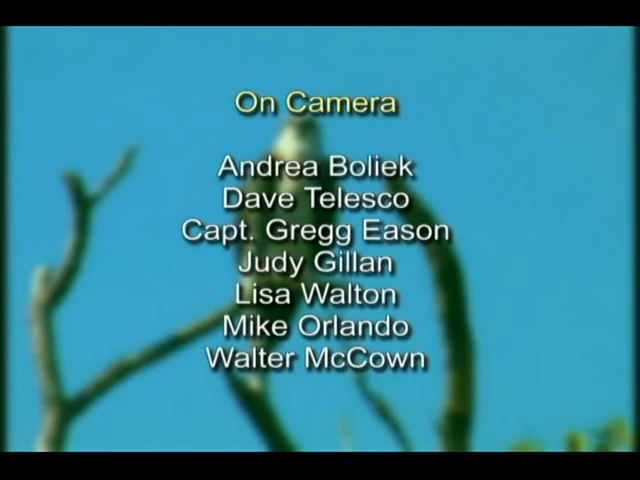 On Camera
Andrea Boliek
Dave Telesco
Capt. Gregg Eason
Judy Gillan
Lisa Walton
Mike Orlando
Walter McCown